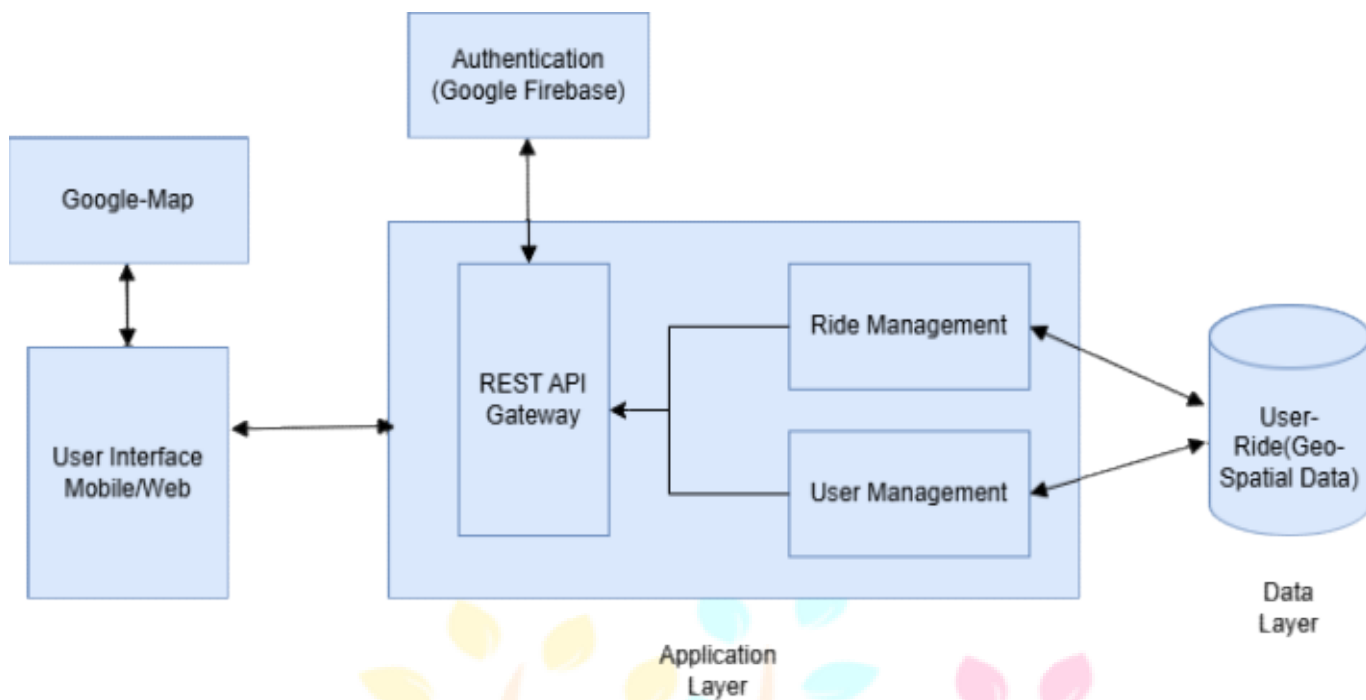 Authentication
(Google Firebase)
Google-Map
REST API
Gateway
Ride Management
User Management
User Interface
Mobile/Web
User-
Ride(Geo-
Spatial Data)
Data
Layer
Application
Layer